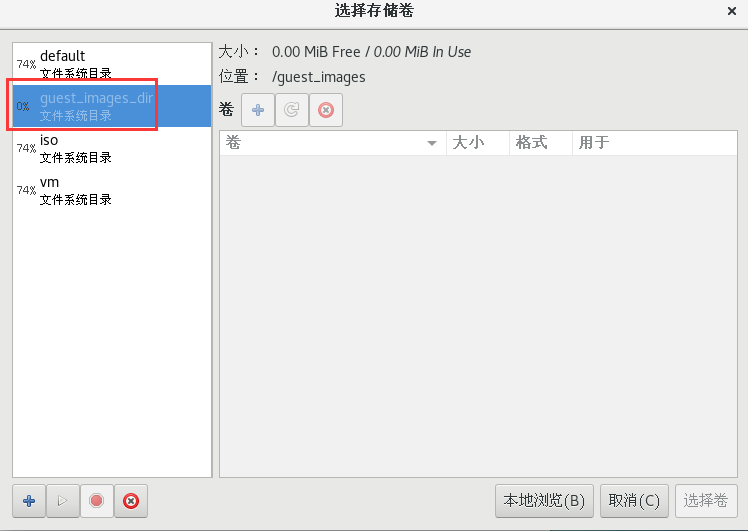 选择存储卷
74% default
文件系统目录
0% guest_images_dir
文件系统目录
74% iso
文件系统目录
74% vm
文件系统目录
大小： 0.00 MiB Free / 0.00 MiB In Use
位置： /guest_images
卷
卷 大小 格式 用于
本地浏览(B) 取消(C) 选择卷